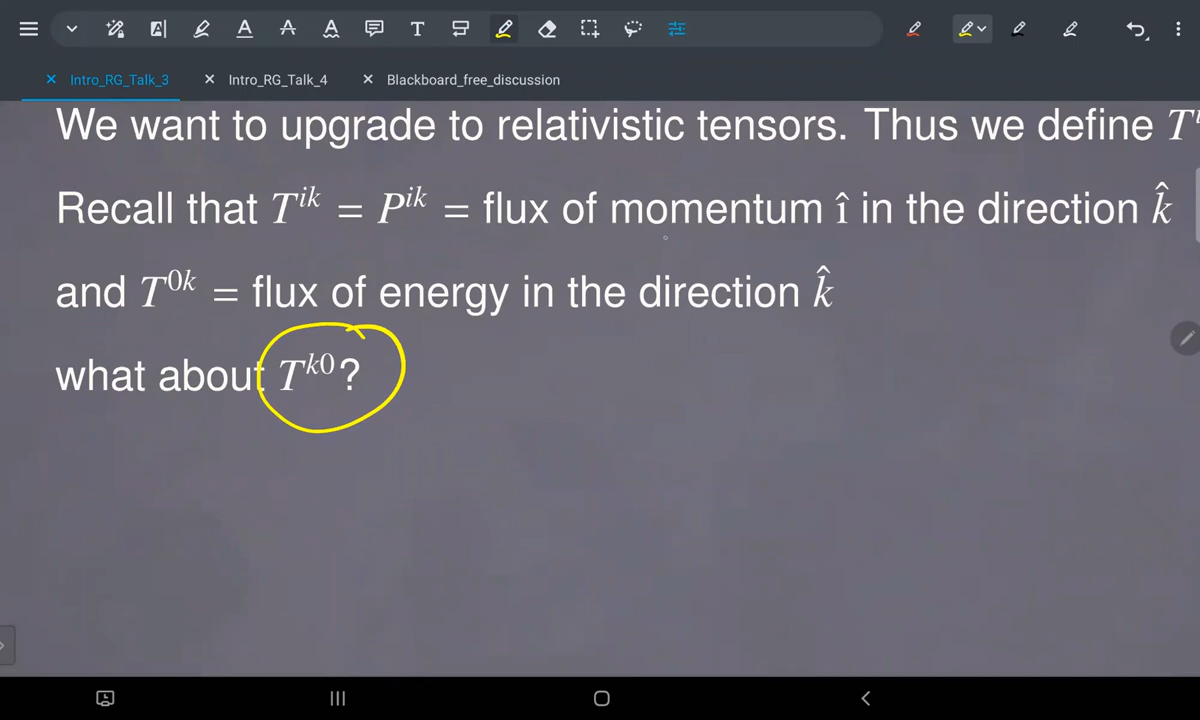 Intro_RG_Talk_3 Intro_RG_Talk_4 Blackboard_free_discussion
We want to upgrade to relativistic tensors. Thus we define T
Recall that T^{ik} = P^{ik} = flux of momentum î in the direction k̂
and T^{0k} = flux of energy in the direction k̂
what about T^{k0}?